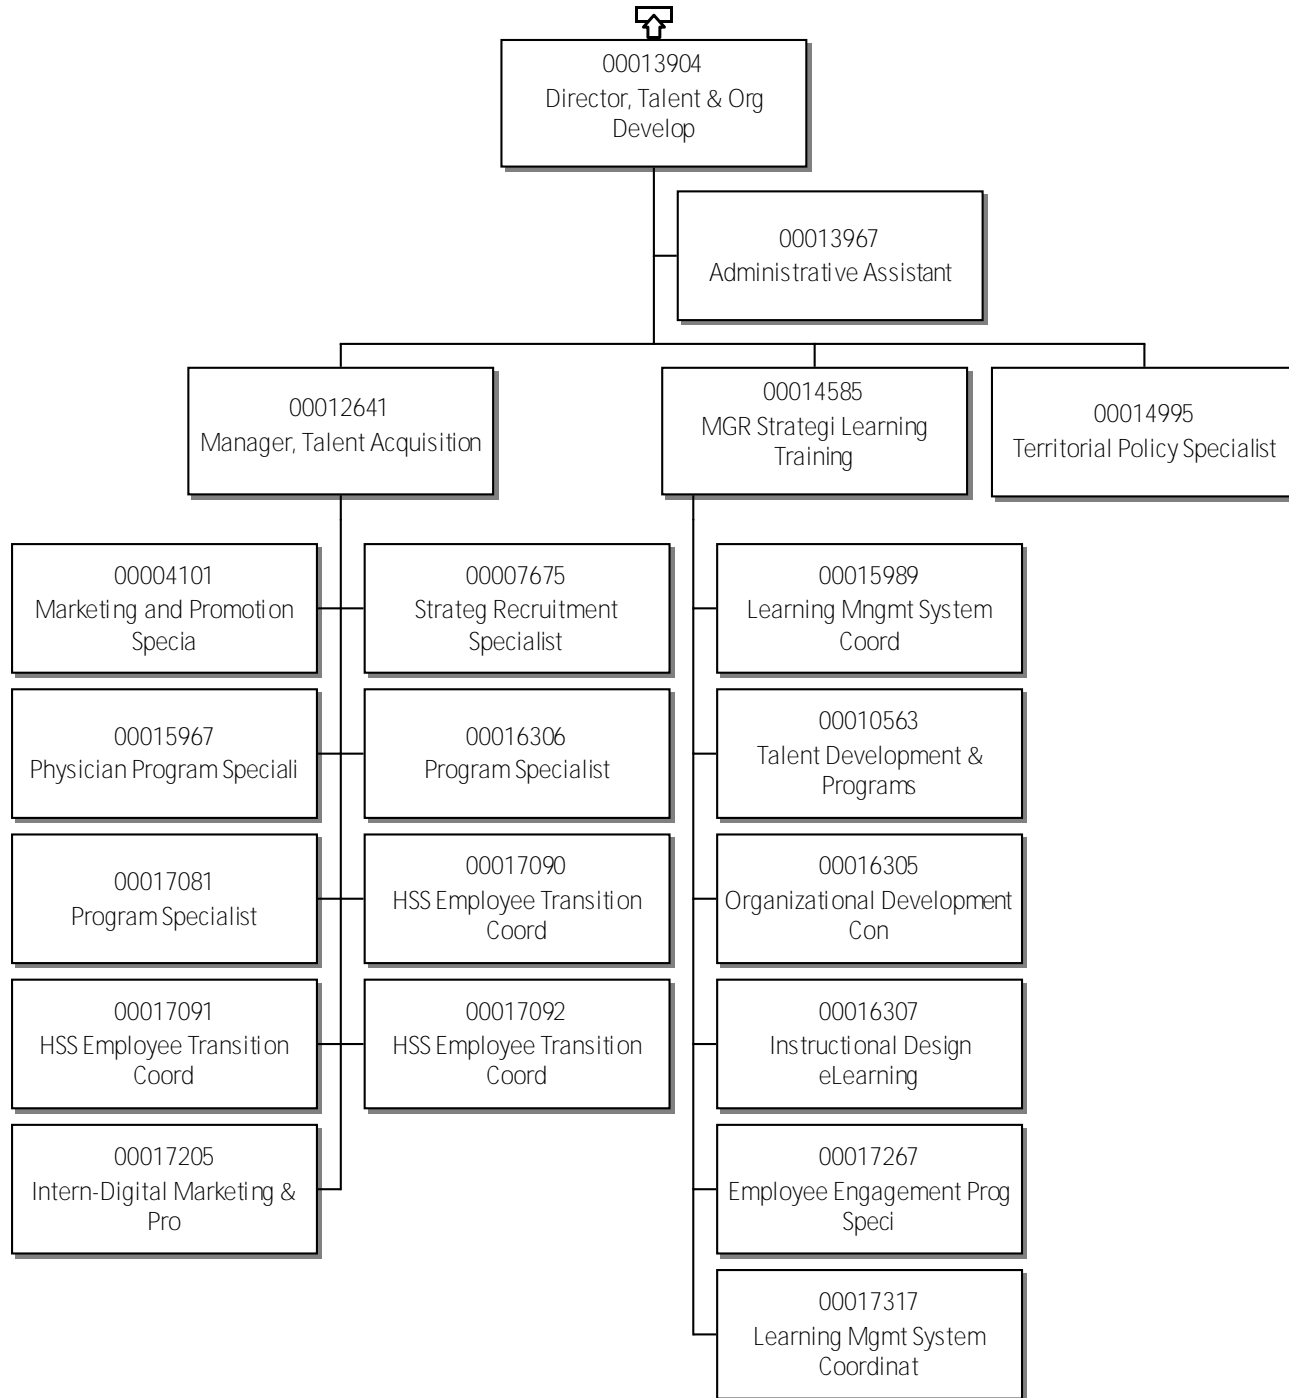 00013904
Director, Talent & Org
Develop
00013967
Administrative Assistant
00012641
Manager, Talent Acquisition
00014585
MGR Strategi Learning
Training
00014995
Territorial Policy Specialist
00004101
Marketing and Promotion
Specia
00007675
Strateg Recruitment
Specialist
00015989
Learning Mngmt System
Coord
00015967
Physician Program Speciali
00016306
Program Specialist
00010563
Talent Development &
Programs
00017081
Program Specialist
00017090
HSS Employee Transition
Coord
00016305
Organizational Development
Con
00017091
HSS Employee Transition
Coord
00017092
HSS Employee Transition
Coord
00016307
Instructional Design
eLearning
00017205
Intern-Digital Marketing &
Pro
00017267
Employee Engagement Prog
Speci
00017317
Learning Mgmt System
Coordinat